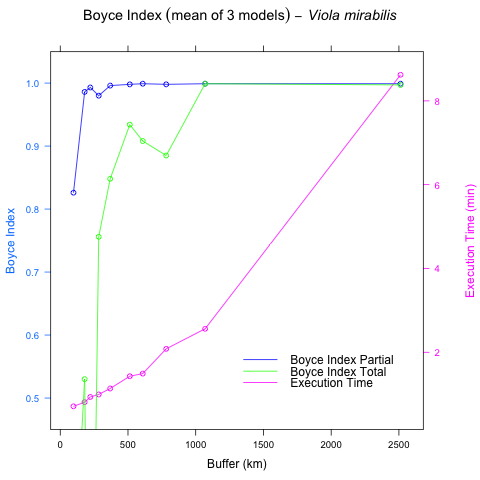 Boyce Index (mean of 3 models) – Viola mirabilis
1.0
0.9
0.8
0.7
0.6
0.5
Boyce Index
8
6
4
2
Execution Time (min)
Boyce Index Partial
Boyce Index Total
Execution Time
0 500 1000 1500 2000 2500
Buffer (km)